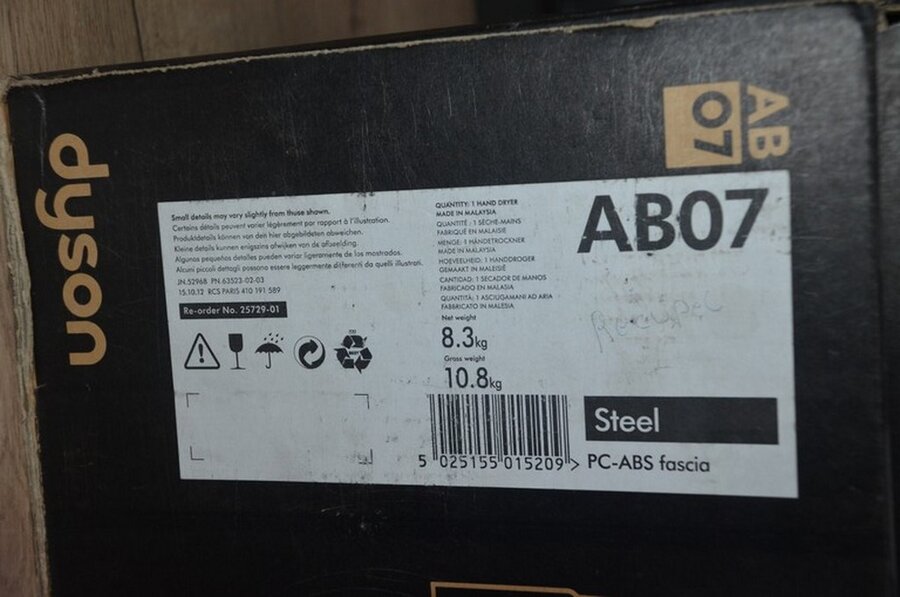 dyson
AB
07
Small details may vary slightly from those shown.
Certains détails peuvent varier légèrement par rapport à l'illustration.
Produktdetails können von den hier abgebildeten abweichen.
Kleine details kunnen enigszins afwijken van de afbeelding.
Algunos pequeños detalles pueden variar ligeramente de los mostrados.
Alcuni piccoli dettagli possono essere leggermente differenti da quelli illustrati.
JN.52968 PN.63523-02-03
15.10.12 RCS PARIS 410 191 589
Re-order No. 25729-01
QUANTITY: 1 HAND DRYER
MADE IN MALAYSIA
QUANTITÉ : 1 SÈCHE-MAINS
FABRIQUÉ EN MALAISIE
MENGE: 1 HÄNDETROCKNER
MADE IN MALAYSIA
HOEVEELHEID: 1 HANDDROGER
GEMAAKT IN MALEISIË
CANTIDAD: 1 SECADOR DE MANOS
FABRICADO EN MALASIA
QUANTITÀ: 1 ASCIUGAMANI AD ARIA
FABBRICATO IN MALESIA
Net weight
8.3kg
Gross weight
10.8kg
5 025155 015209 >
AB07
Steel
PC-ABS fascia